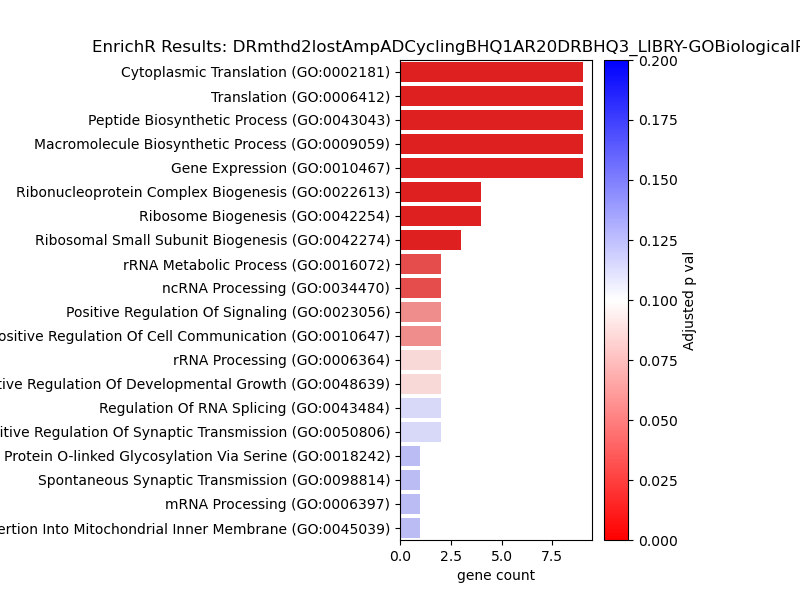 EnrichR Results: DRmthd2lostAmpADCyclingBHQ1AR20DRBHQ3_LIBRY-GOBiologicalP
Cytoplasmic Translation (GO:0002181)
Translation (GO:0006412)
Peptide Biosynthetic Process (GO:0043043)
Macromolecule Biosynthetic Process (GO:0009059)
Gene Expression (GO:0010467)
Ribonucleoprotein Complex Biogenesis (GO:0022613)
Ribosome Biogenesis (GO:0042254)
Ribosomal Small Subunit Biogenesis (GO:0042274)
rRNA Metabolic Process (GO:0016072)
ncRNA Processing (GO:0034470)
Positive Regulation Of Signaling (GO:0023056)
ositive Regulation Of Cell Communication (GO:0010647)
rRNA Processing (GO:0006364)
tive Regulation Of Developmental Growth (GO:0048639)
Regulation Of RNA Splicing (GO:0043484)
itive Regulation Of Synaptic Transmission (GO:0050806)
Protein O-linked Glycosylation Via Serine (GO:0018242)
Spontaneous Synaptic Transmission (GO:0098814)
mRNA Processing (GO:0006397)
ertion Into Mitochondrial Inner Membrane (GO:0045039)
0.0 2.5 5.0 7.5
gene count
0.200
0.175
0.150
0.125
0.100
0.075
0.050
0.025
0.000
Adjusted p val